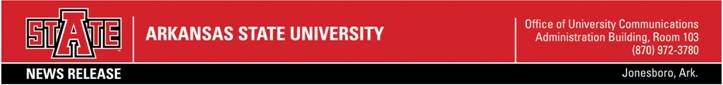 STATE
ARKANSAS STATE UNIVERSITY
Office of University Communications
Administration Building, Room 103
(870) 972-3780
NEWS RELEASE
Jonesboro, Ark.